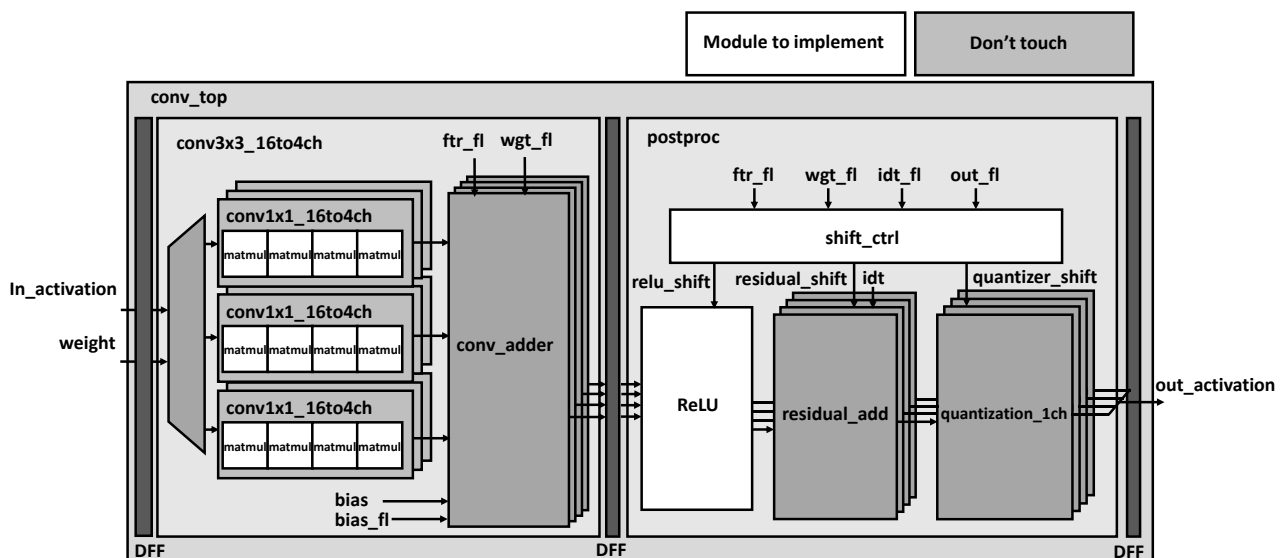 Module to implement
Don't touch
conv_top
conv3x3_16to4ch
ftr_fl
wgt_fl
conv1x1_16to4ch
matmul matmul matmul matmul
conv1x1_16to4ch
matmul matmul matmul matmul
conv1x1_16to4ch
matmul matmul matmul matmul
In_activation
weight
conv_adder
bias
bias_fl
postproc
ftr_fl
wgt_fl
idt_fl
out_fl
shift_ctrl
relu_shift
residual_shift
idt
quantizer_shift
ReLU
residual_add
quantization_1ch
out_activation
DFF
DFF
DFF